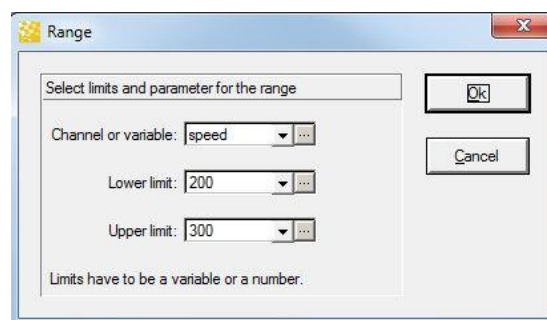 Range
Select limits and parameter for the range
Ok
Channel or variable: speed ...
Cancel
Lower limit: 200 ...
Upper limit: 300 ...
Limits have to be a variable or a number.